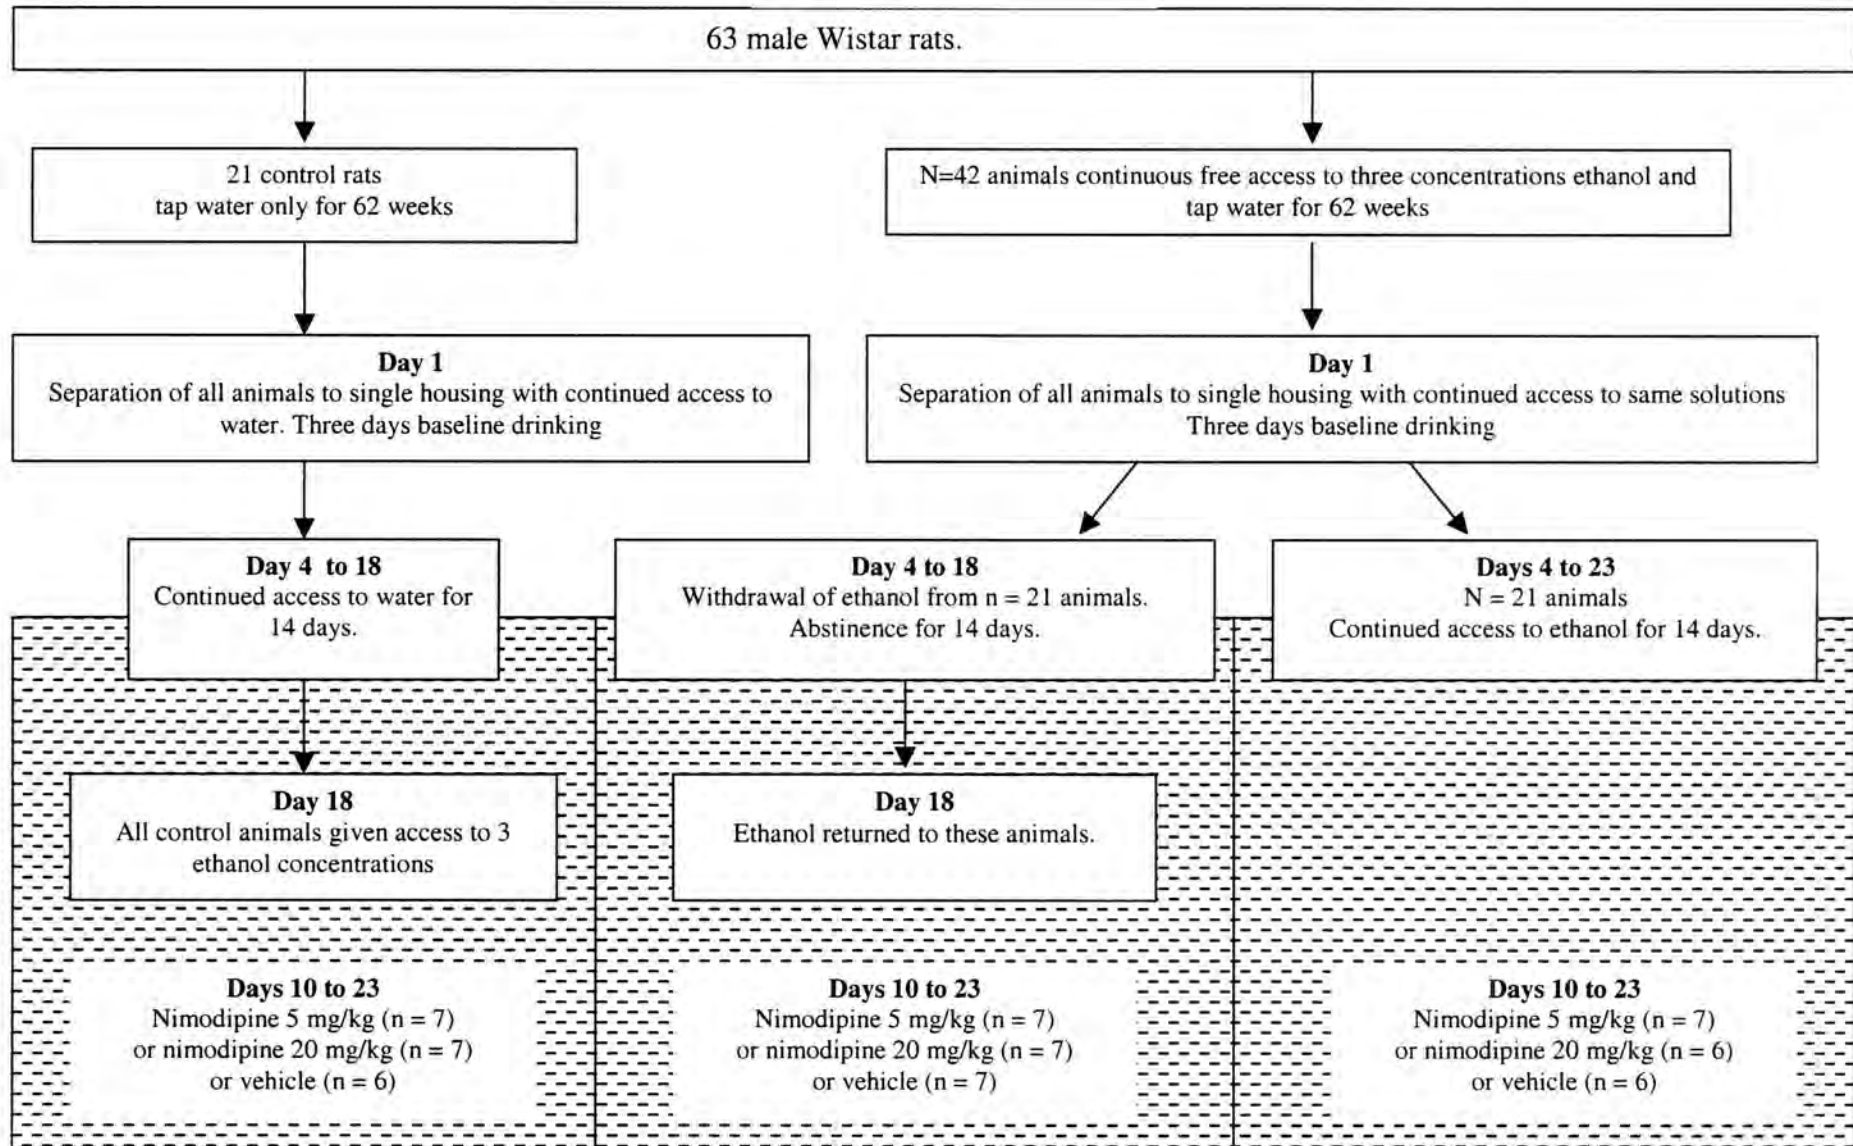 63 male Wistar rats.
21 control rats
tap water only for 62 weeks
N=42 animals continuous free access to three concentrations ethanol and
tap water for 62 weeks
Day 1
Separation of all animals to single housing with continued access to
water. Three days baseline drinking
Day 1
Separation of all animals to single housing with continued access to same solutions
Three days baseline drinking
Day 4 to 18
Continued access to water for
14 days.
Day 4 to 18
Withdrawal of ethanol from n = 21 animals.
Abstinence for 14 days.
Days 4 to 23
N = 21 animals
Continued access to ethanol for 14 days.
Day 18
All control animals given access to 3
ethanol concentrations
Day 18
Ethanol returned to these animals.
Days 10 to 23
Nimodipine 5 mg/kg (n = 7)
or nimodipine 20 mg/kg (n = 7)
or vehicle (n = 6)
Days 10 to 23
Nimodipine 5 mg/kg (n = 7)
or nimodipine 20 mg/kg (n = 7)
or vehicle (n = 7)
Days 10 to 23
Nimodipine 5 mg/kg (n = 7)
or nimodipine 20 mg/kg (n = 6)
or vehicle (n = 6)